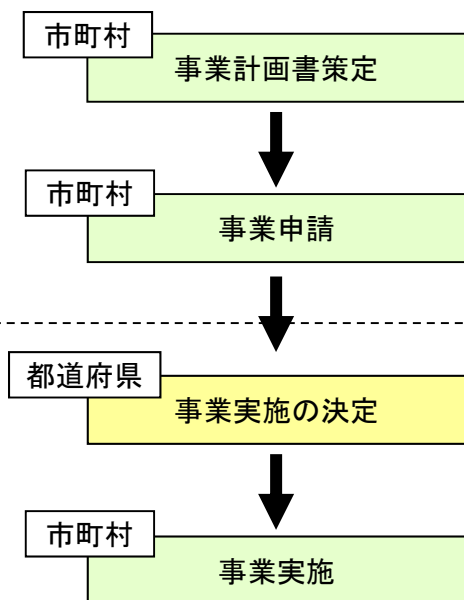 市町村
事業計画書策定
市町村
事業申請
都道府県
事業実施の決定
市町村
事業実施